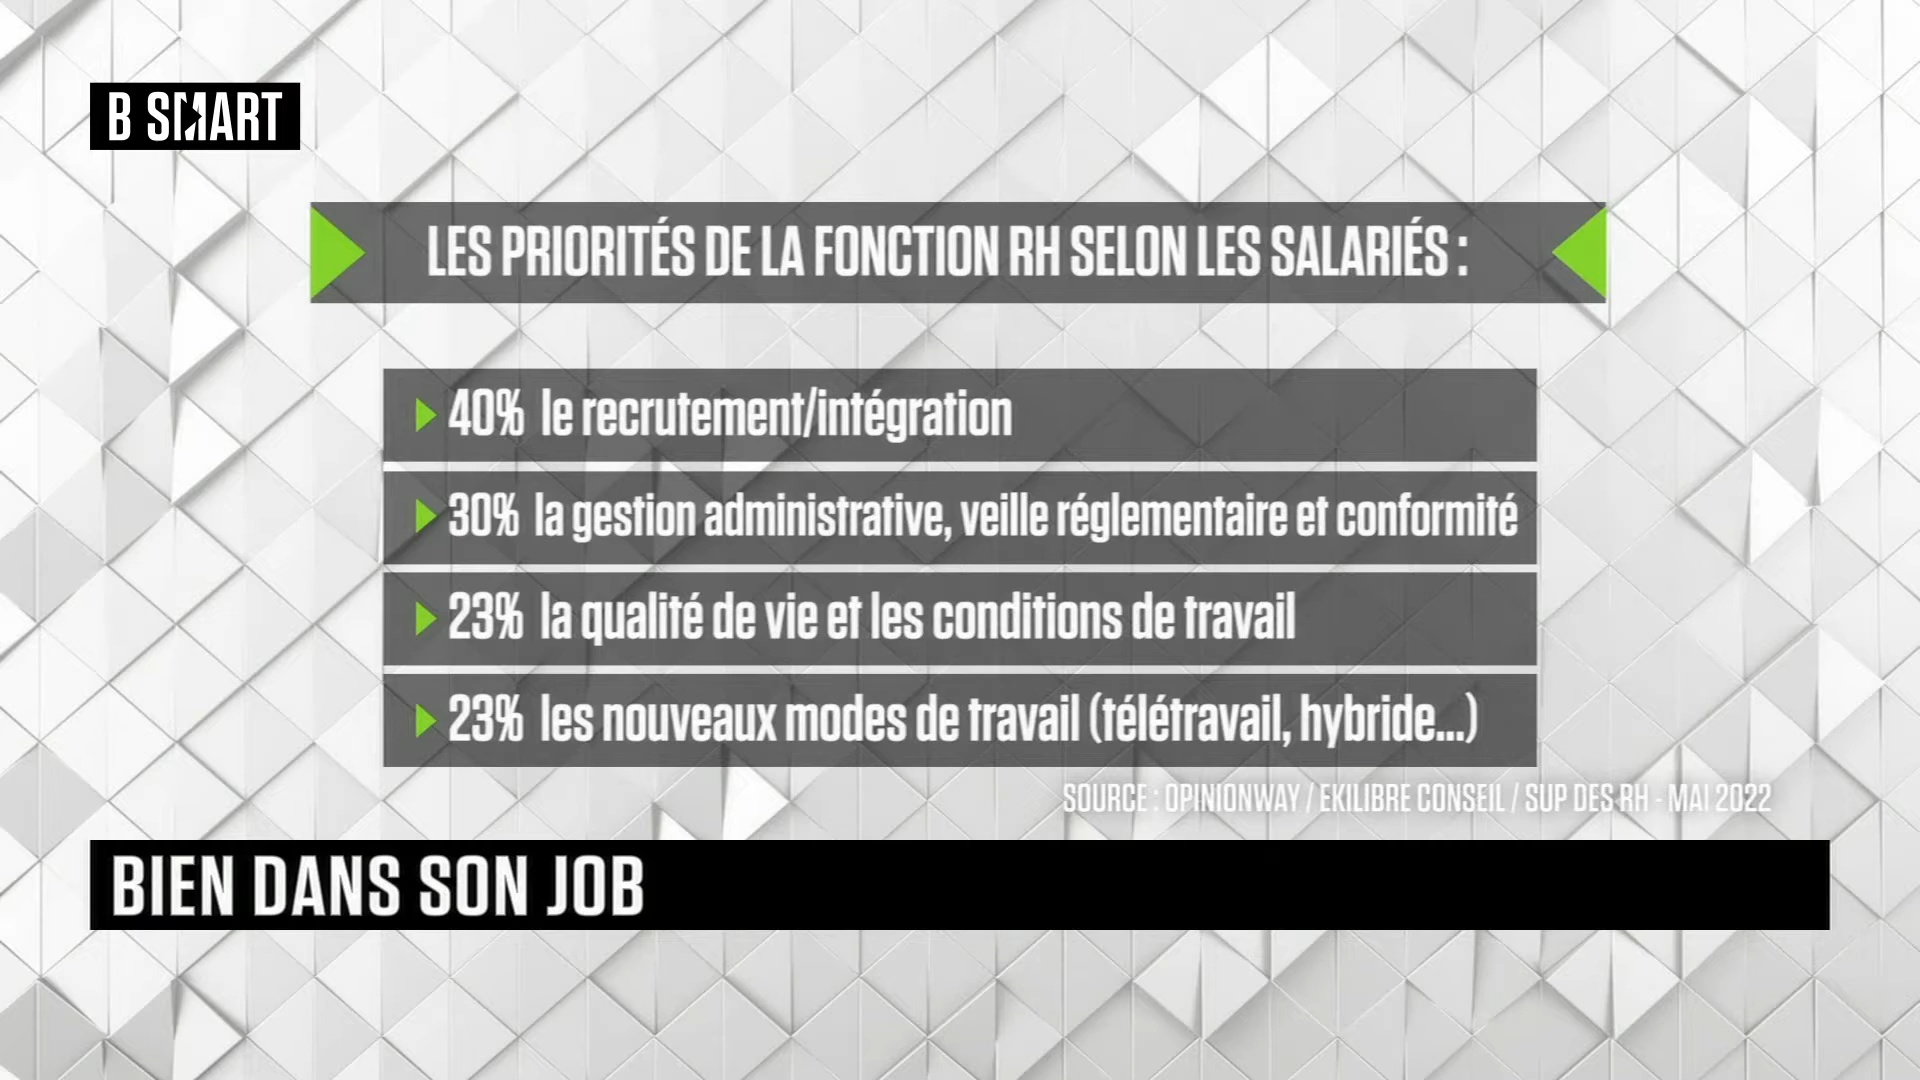 B SMART
LES PRIORITÉS DE LA FONCTION RH SELON LES SALARIÉS :
40% le recrutement/intégration
30% la gestion administrative, veille réglementaire et conformité
23% la qualité de vie et les conditions de travail
23% les nouveaux modes de travail (télétravail, hybride...)
SOURCE : OPINIONWAY / EKILIBRE CONSEIL / SUP DES RH - MAI 2022
BIEN DANS SON JOB